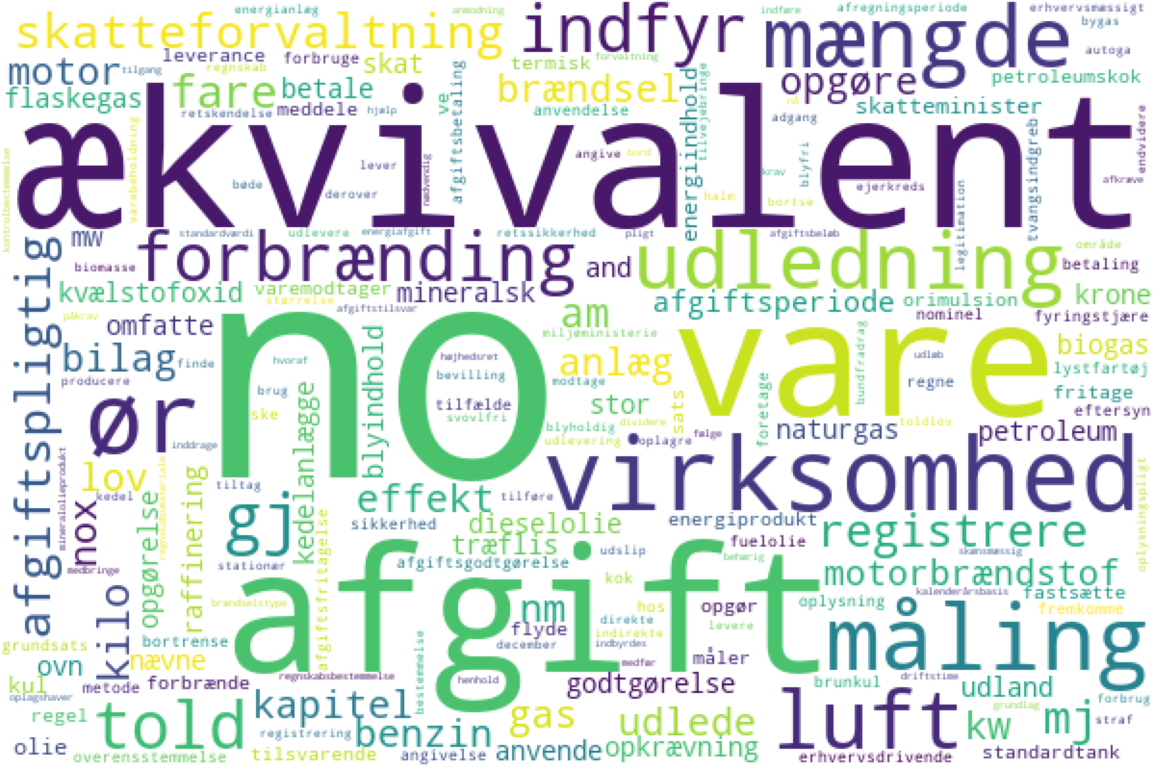 energianlæg
anmodning
indføre
afregningsperiode
erhvervsmæssigt
skatteforvaltning
indfyr
mængde
bygas
autoga
leverance
forbruge
skat
termisk
forvaltning
motor
tilgang
regnskab
brændsel
opgøre
petroleumskok
flaskegas
fare
betale
ve
afgiftsbetaling
retskendelse
meddele
hjælp
anvendelse
energiindhold
tilvejebringe
nå
adgang
skatteminister
tvangsindgreb
endvidere
ækvivalent
kontrolbestemmelse
varebeholdning
bøde
lever
derover
nødvendig
angive
bord
halm
krav
blyfri
bortse
ejerkreds
afkræve
afgiftspligtig
mw
standardværdi
udlevere
energiafgift
retssikkerhed
pligt
afgiftsbeløb
legitimation
område
biomasse
forbrænding
and
udledning
betaling
kvælstofoxid
varemodtager
mineralsk
afgiftsperiode
orimulsion
krone
størrelse
afgiftstilsvar
påkrav
omfatte
am
miljøministerie
nominel
fyringstjære
no
vare
bilag
finde
hvoraf
højhedsret
bevilling
anlæg
bundfradrag
udløb
biogas
lystfartøj
producere
brug
modtage
regne
fritage
ør
ske
blyindhold
tilfælde
svovlfri
stor
sats
foretage
toldlov
eftersyn
inddrage
kedelanlægge
blyholdig
dividere
udlevering
oplagre
følge
naturgas
petroleum
mineralolieprodukt
lov
regnskabsmateriale
raffinering
virksomhed
oplysningspligt
kedel
nox
opgørelse
tiltag
effekt
tilføre
gj
sikkerhed
dieselolie
energiprodukt
registrere
træflis
fuelolie
skønsmæssig
medbringe
stationær
afgiftsfritagelse
afgiftsgodtgørelse
udslip
behørig
motorbrændstof
kilo
brændselstype
afgift
kok
hos
opgør
oplysning
kalenderårsbasis
fastsætte
nm
direkte
levere
fremkomme
flyde
indirekte
måling
grundsats
bortrense
december
indbyrdes
ovn
nævne
bestemmelse
medfør
måler
kul
metode
forbrænde
regnskabsbestemmelse
henhold
godtgørelse
brunkul
driftstime
udland
forbrug
oplagshaver
regel
told
kapitel
gas
udlede
luft
kw
grundlag
mj
straf
registrering
benzin
olie
overensstemmelse
tilsvarende
angivelse
anvende
opkrævning
erhvervsdrivende
standardtank